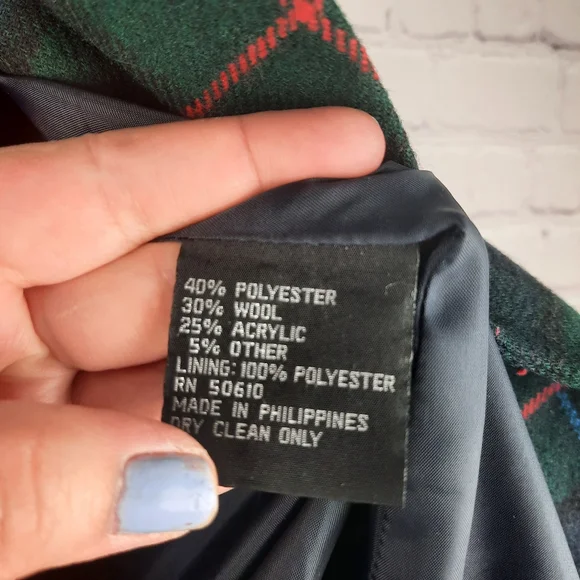 40% POLYESTER
30% WOOL
25% ACRYLIC
5% OTHER
LINING: 100% POLYESTER
RN 50610
MADE IN PHILIPPINES
DRY CLEAN ONLY